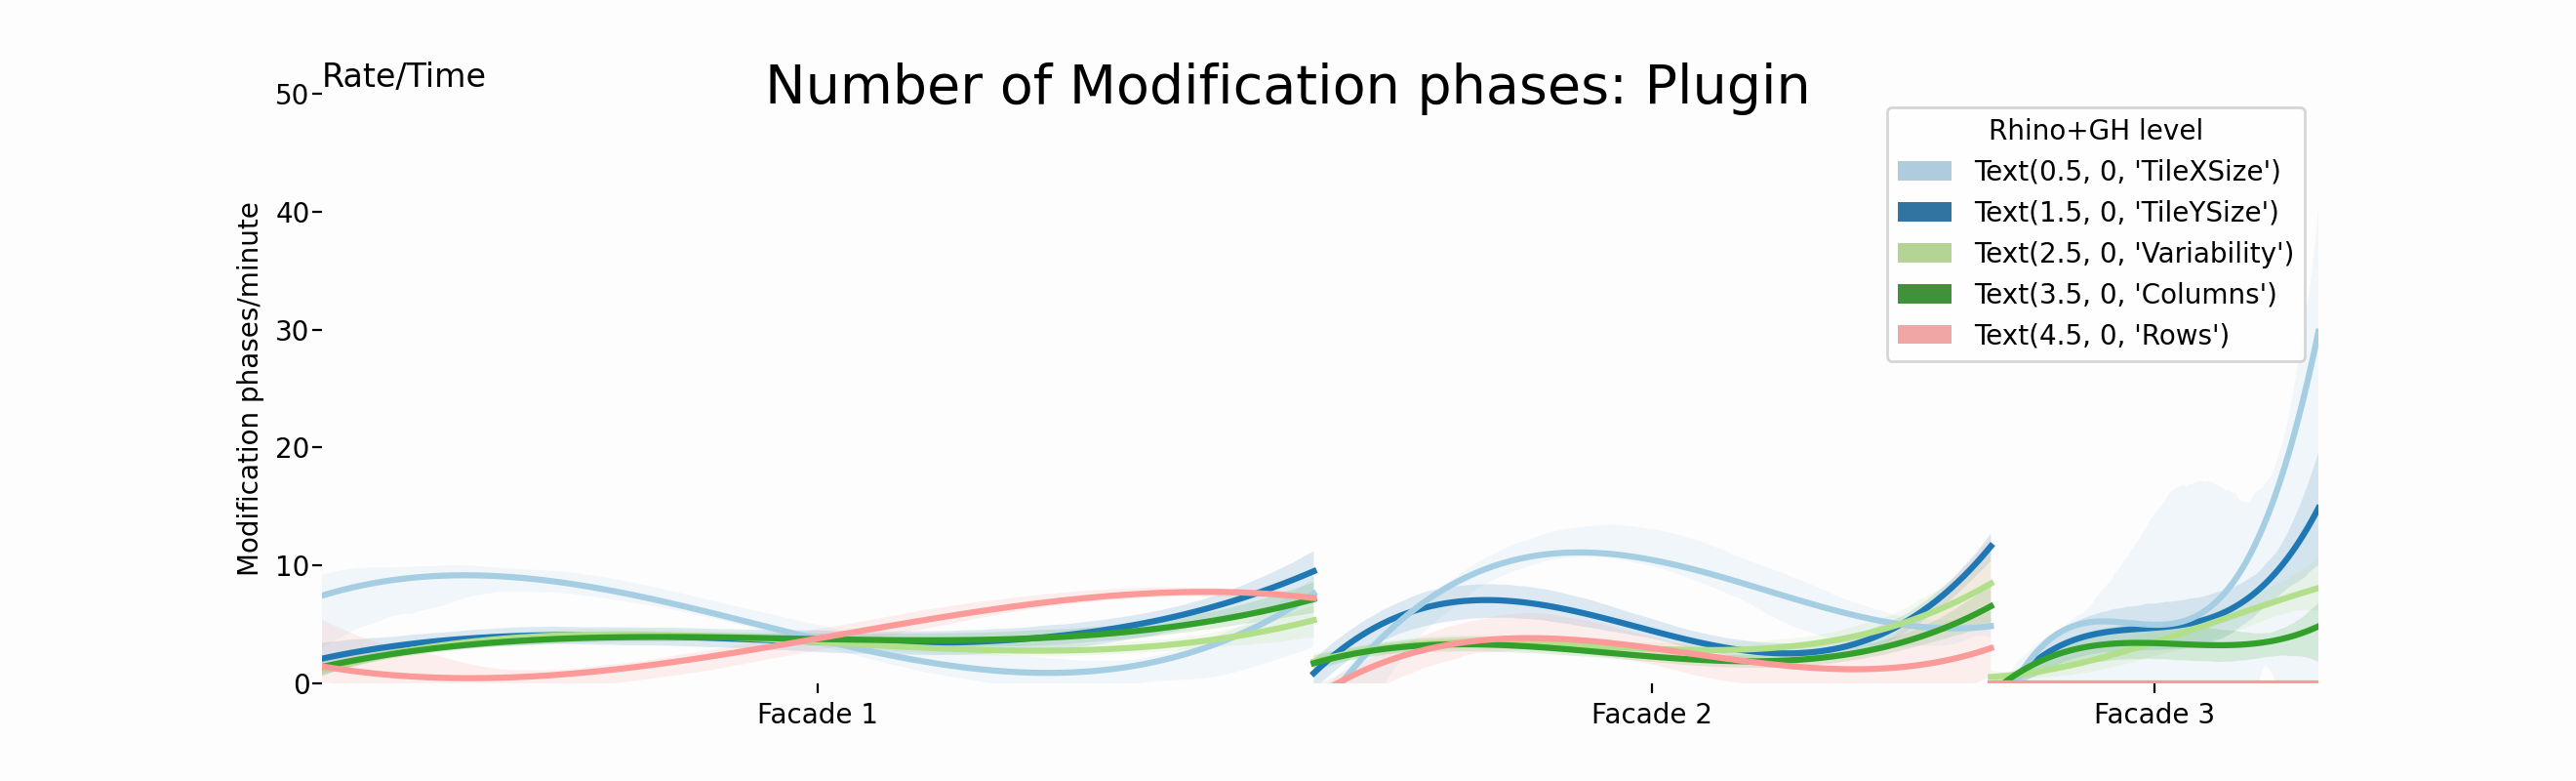 Rate/Time
Number of Modification phases: Plugin
Modification phases/minute
50
40
30
20
10
0
Rhino+GH level
Text(0.5, 0, 'TileXSize')
Text(1.5, 0, 'TileYSize')
Text(2.5, 0, 'Variability')
Text(3.5, 0, 'Columns')
Text(4.5, 0, 'Rows')
Facade 1
Facade 2
Facade 3